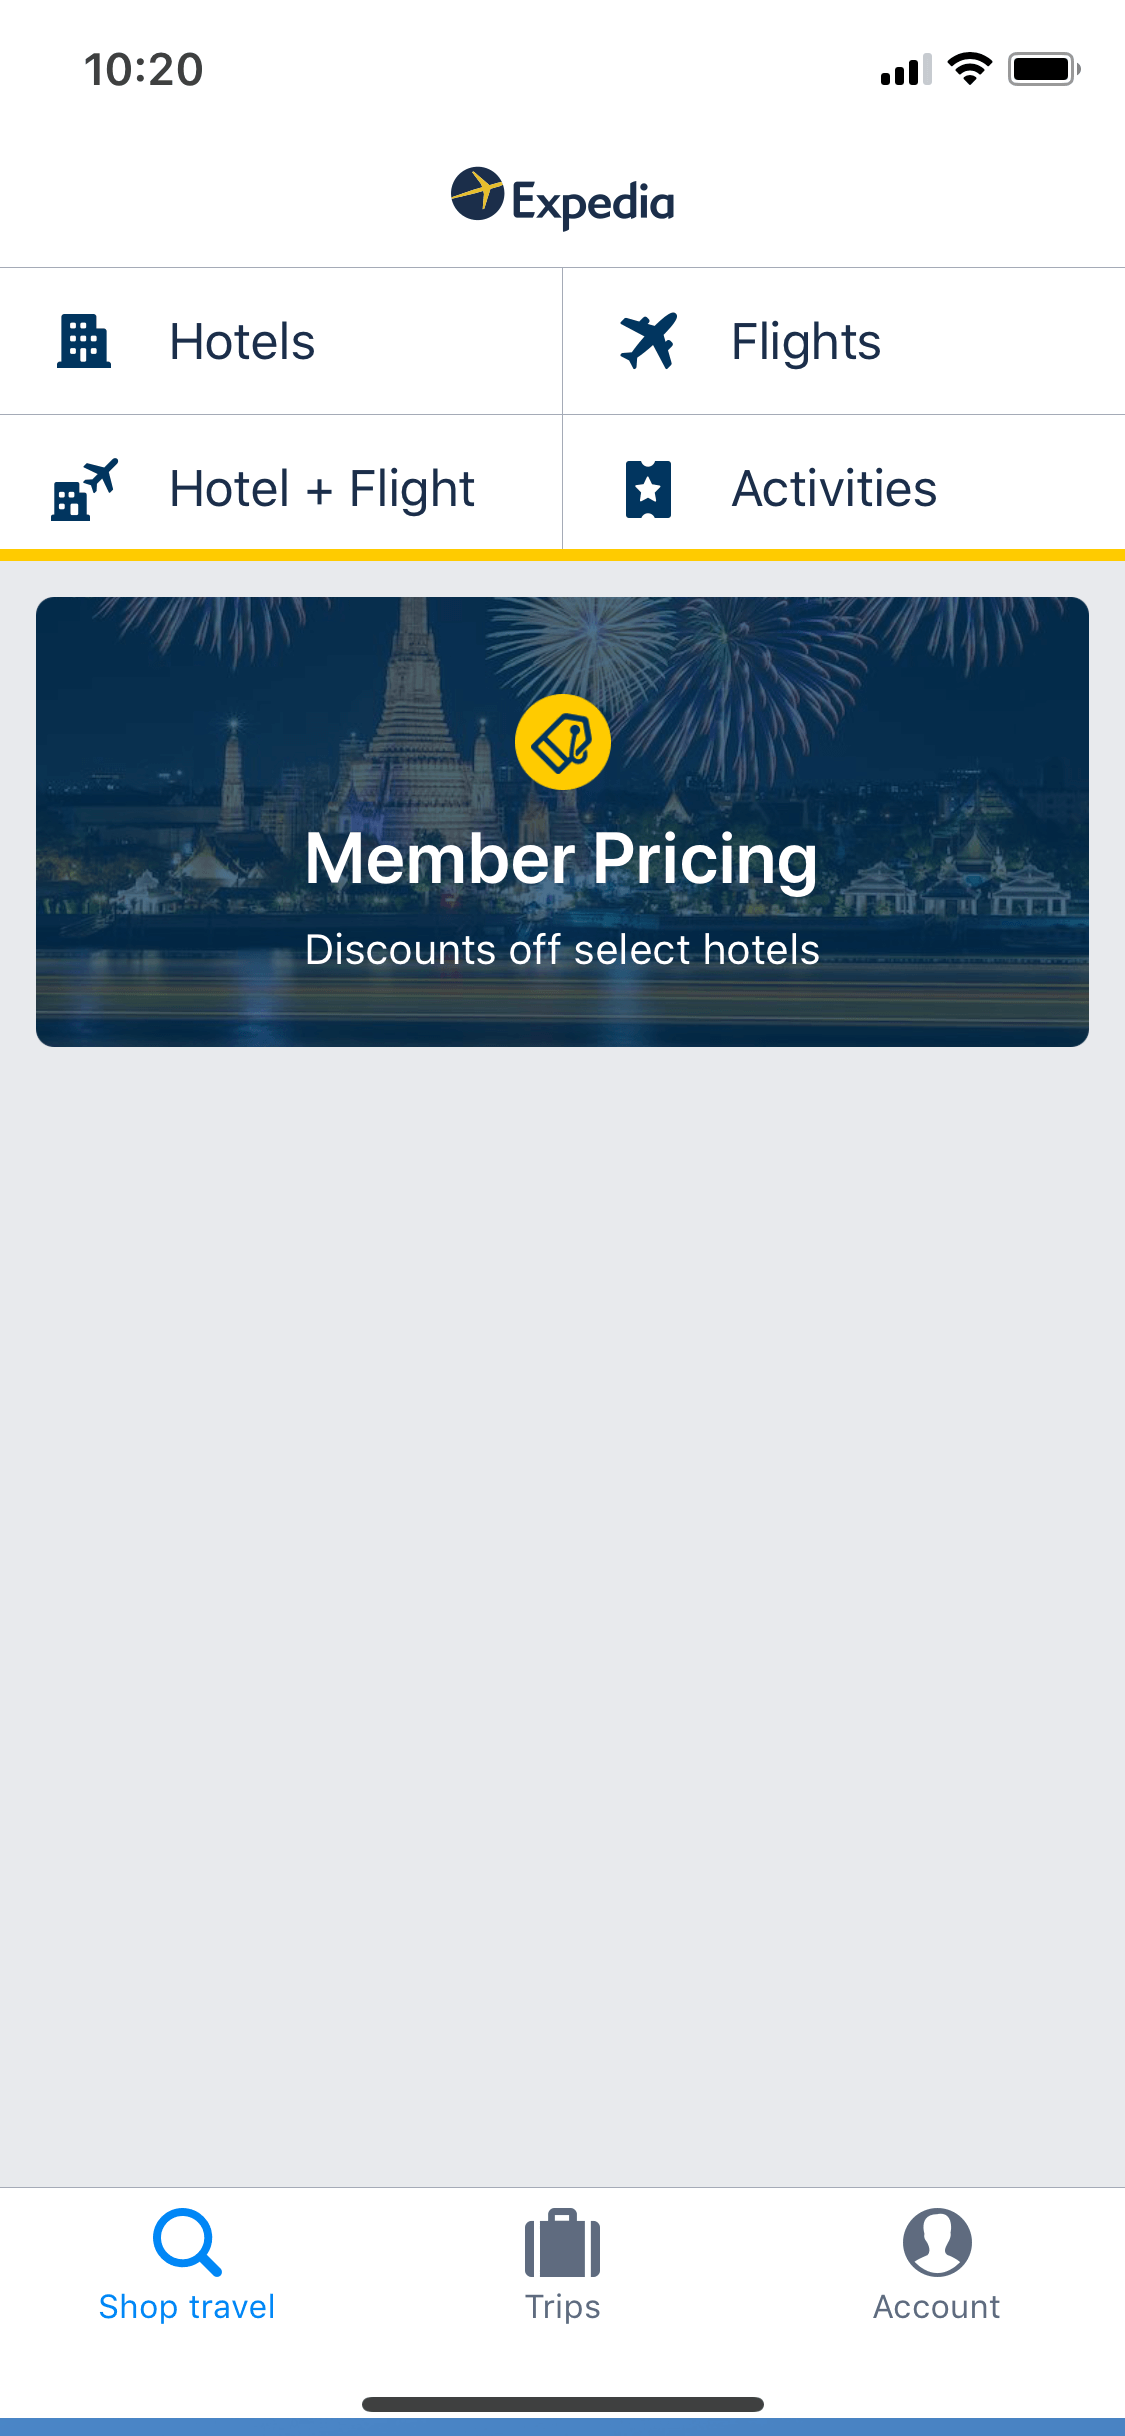 10:20
Expedia
Hotels
Flights
Hotel + Flight
Activities
Member Pricing
Discounts off select hotels
Shop travel
Trips
Account